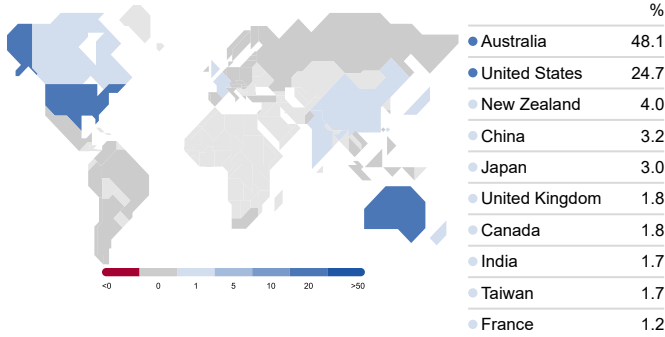 %
Australia 48.1
United States 24.7
New Zealand 4.0
China 3.2
Japan 3.0
United Kingdom 1.8
Canada 1.8
India 1.7
Taiwan 1.7
France 1.2
<0 0 1 5 10 20 >50